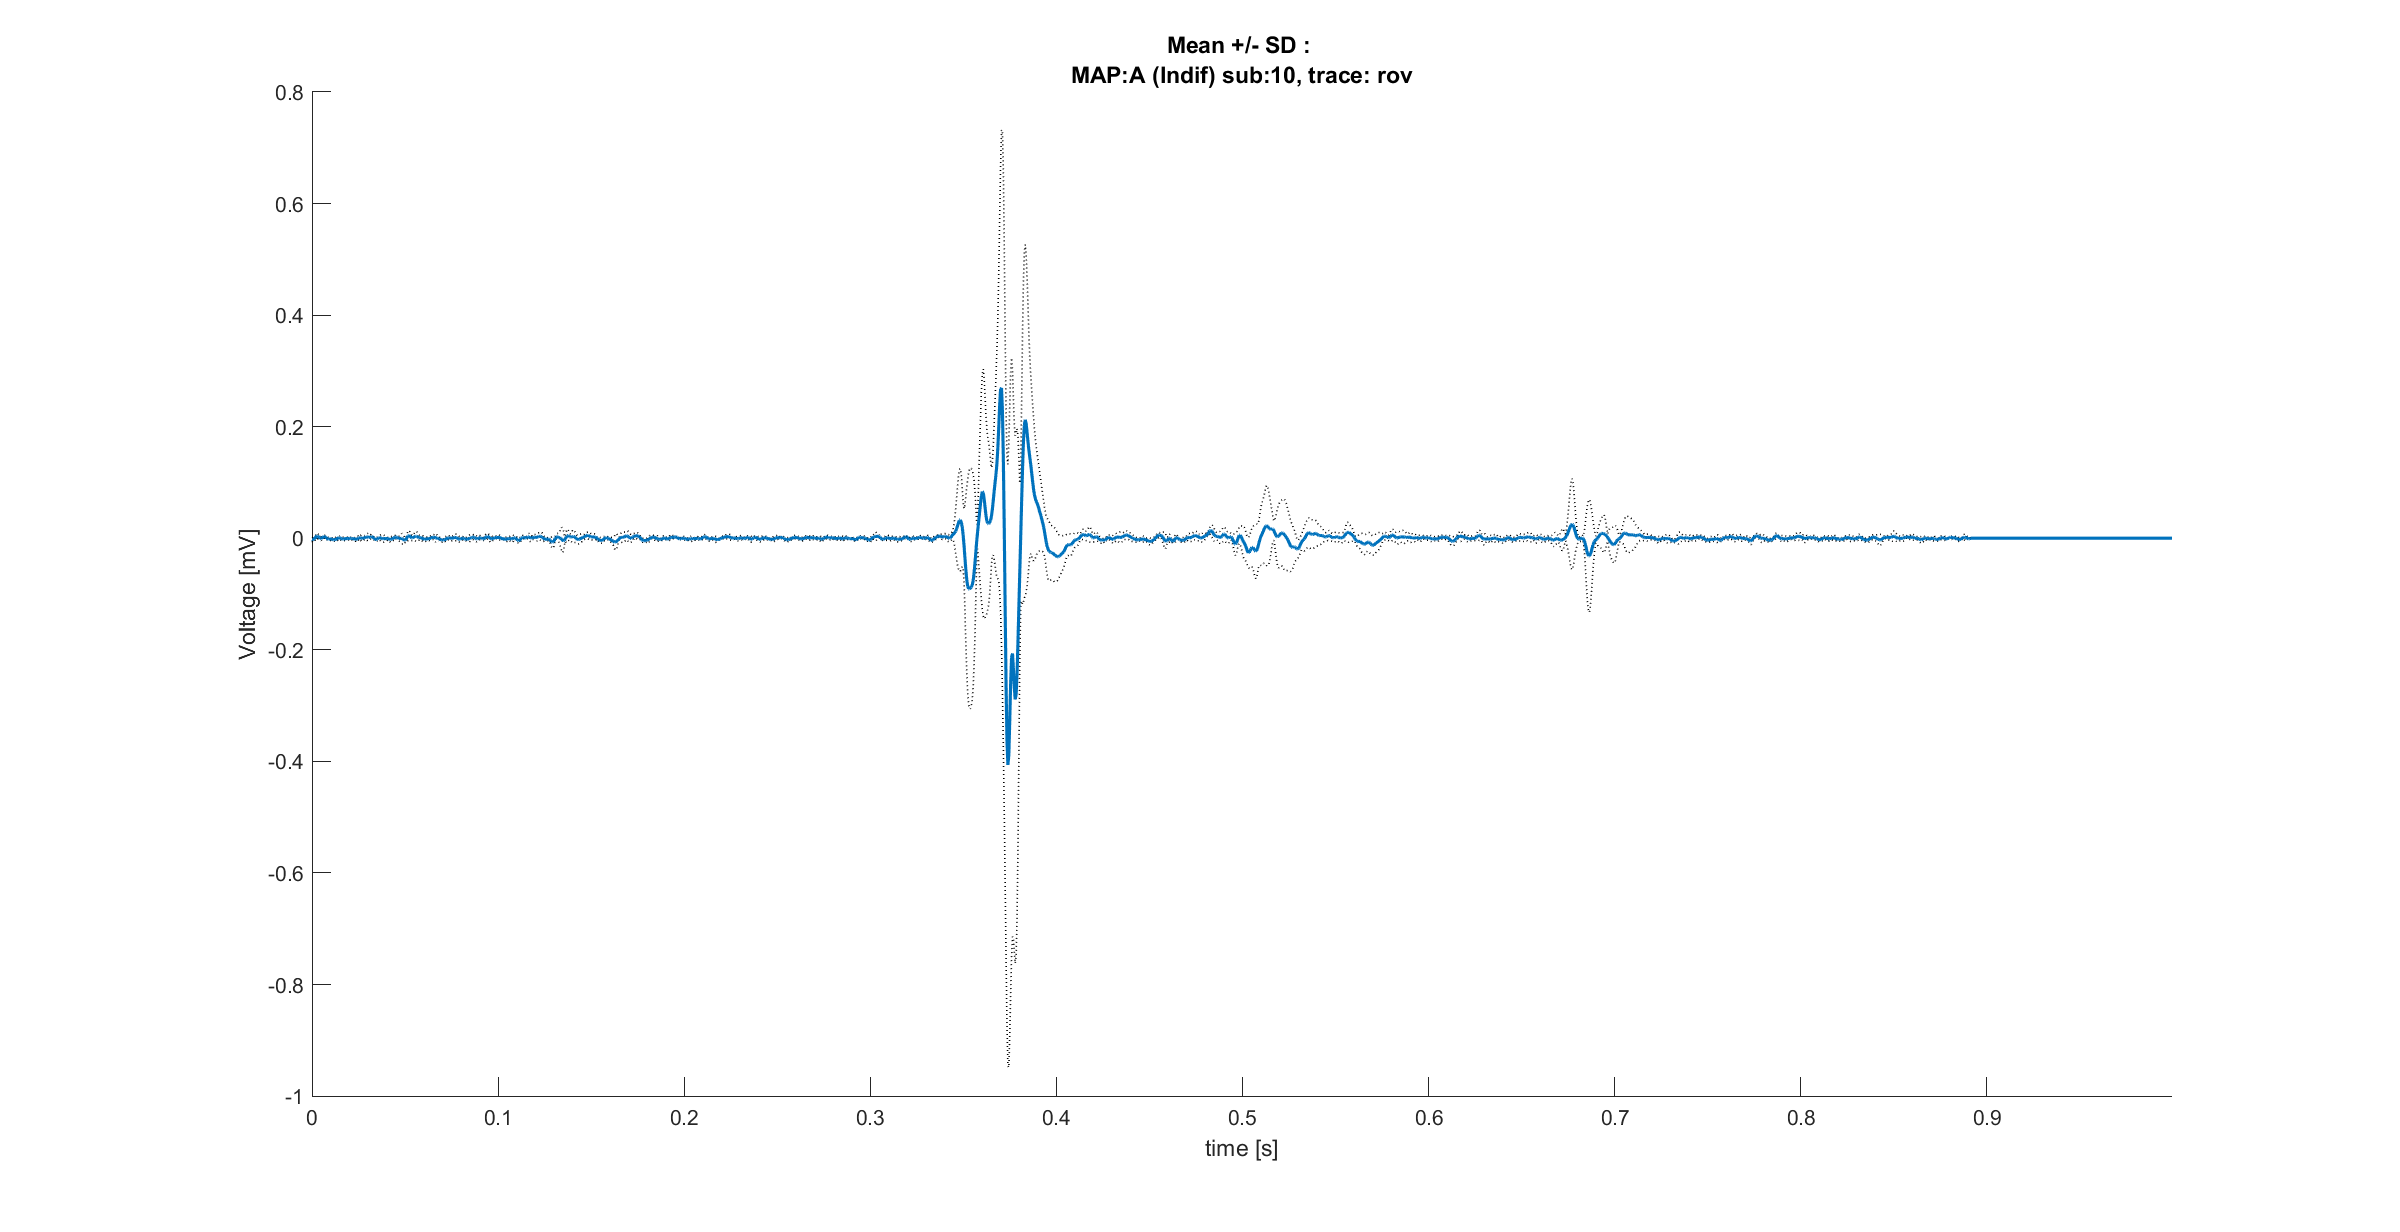 Mean +/- SD :
MAP:A (Indif) sub:10, trace: rov
0.8
0.6
0.4
0.2
0
-0.2
-0.4
-0.6
-0.8
-1
Voltage [mV]
0 0.1 0.2 0.3 0.4 0.5 0.6 0.7 0.8 0.9
time [s]